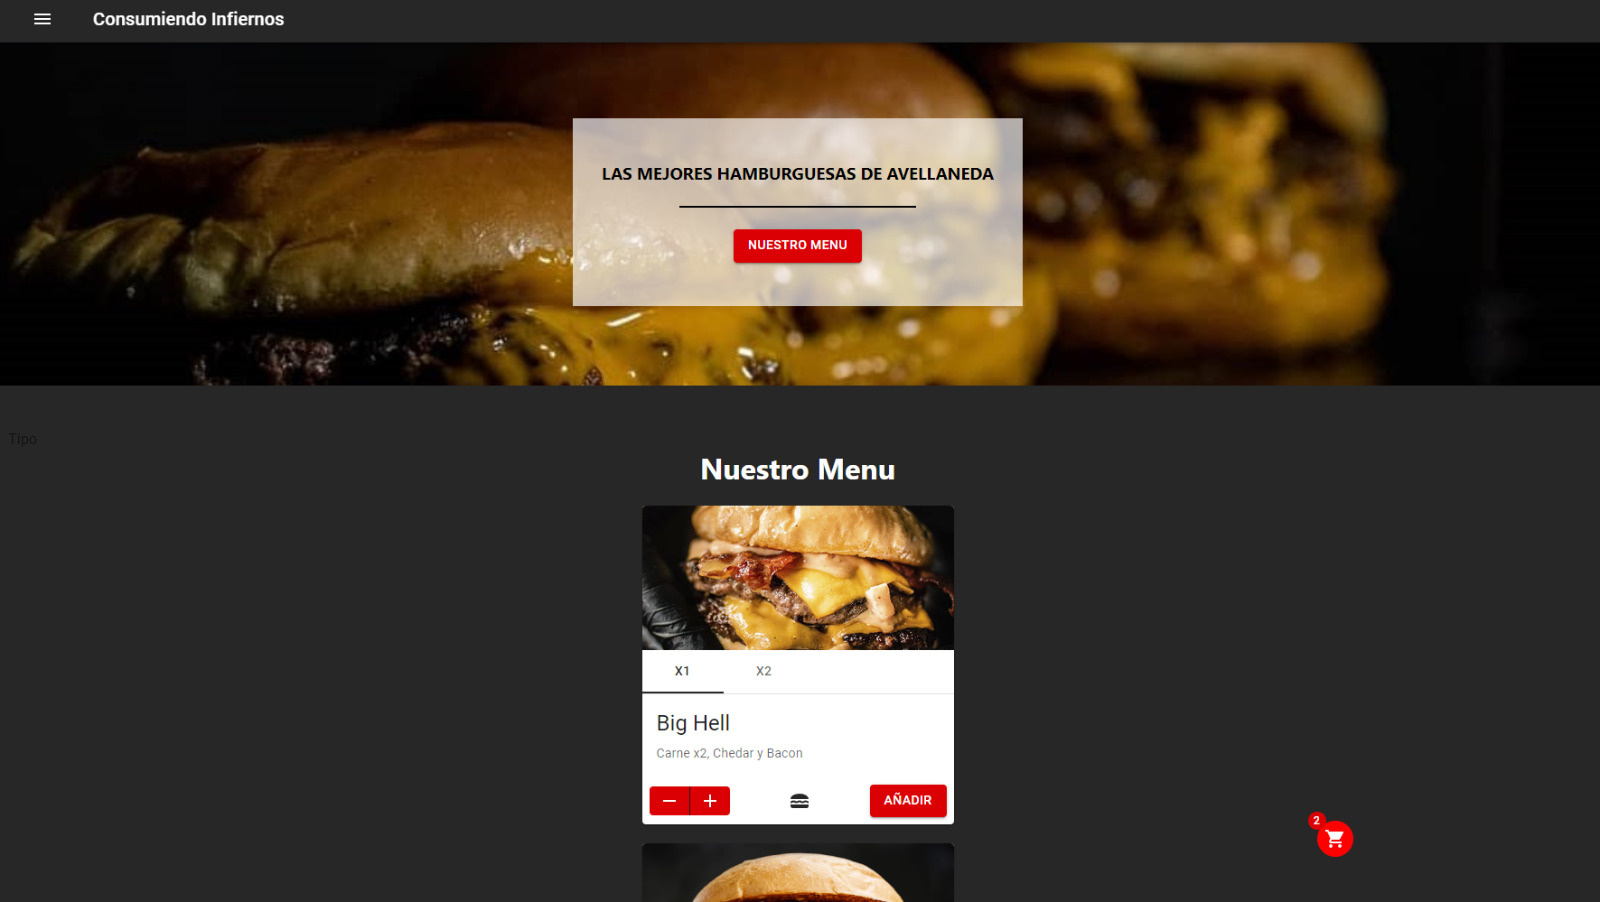 Consumiendo Infiernos
LAS MEJORES HAMBURGUESAS DE AVELLANEDA
NUESTRO MENU
Tipo
Nuestro Menu
X1 X2
Big Hell
Carne x2, Chedar y Bacon
AÑADIR
2